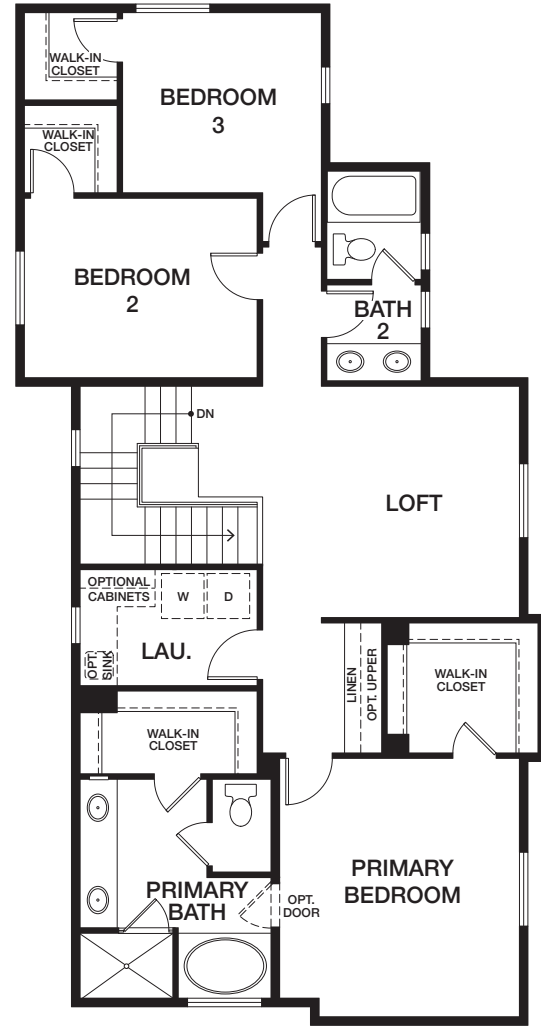 WALK-IN
CLOSET
BEDROOM
3
WALK-IN
CLOSET
BEDROOM
2
BATH
2
DN
LOFT
OPTIONAL
CABINETS
W
D
OPT.
SINK
LAU.
LINEN
OPT. UPPER
WALK-IN
CLOSET
WALK-IN
CLOSET
PRIMARY
BEDROOM
PRIMARY
BATH
OPT.
DOOR